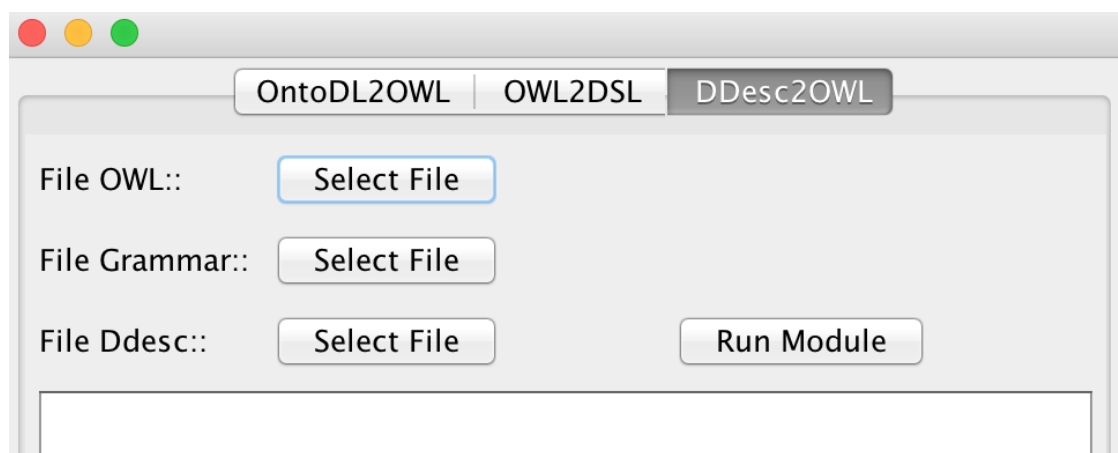 OntoDL2OWL OWL2DSL DDesc2OWL
File OWL:: Select File
File Grammar:: Select File
File Ddesc:: Select File Run Module